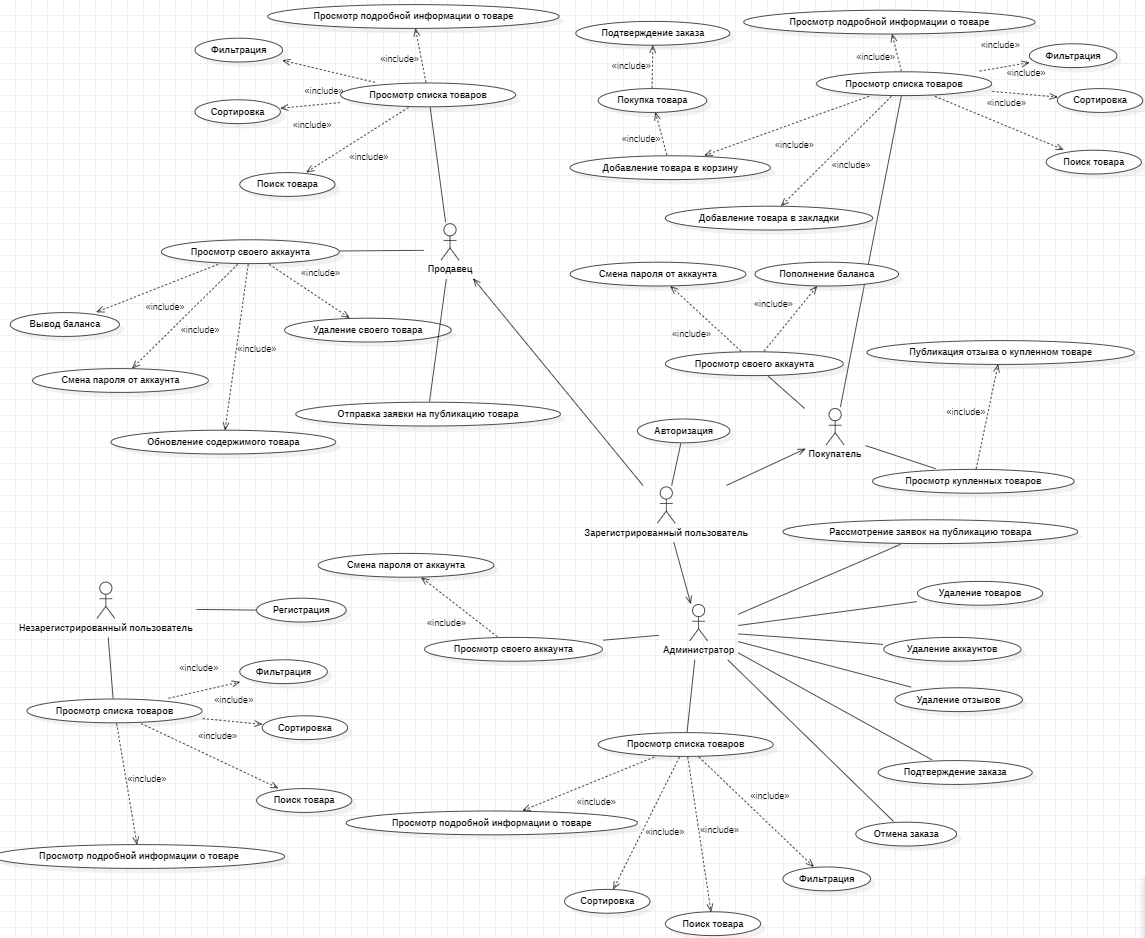 Просмотр подробной информации о товаре
«include»
Фильтрация
«include»
Просмотр списка товаров
Сортировка
«include»
«include»
Поиск товара
Подтверждение заказа
«include»
Покупка товара
«include»
Добавление товара в корзину
Просмотр подробной информации о товаре
«include»
«include»
Фильтрация
«include»
Просмотр списка товаров
«include»
Сортировка
«include»
Поиск товара
«include»
Добавление товара в закладки
Продавец
Просмотр своего аккаунта
«include»
«include»
Вывод баланса
«include»
Удаление своего товара
«include»
Смена пароля от аккаунта
Обновление содержимого товара
Отправка заявки на публикацию товара
Смена пароля от аккаунта
Пополнение баланса
«include»
«include»
Просмотр своего аккаунта
Публикация отзыва о купленном товаре
«include»
Покупатель
Просмотр купленных товаров
Авторизация
Зарегистрированный пользователь
Рассмотрение заявок на публикацию товара
Удаление товаров
Удаление аккаунтов
Удаление отзывов
Подтверждение заказа
Отмена заказа
Администратор
Смена пароля от аккаунта
«include»
Просмотр своего аккаунта
Просмотр списка товаров
«include»
«include»
«include»
«include»
Просмотр подробной информации о товаре
Сортировка
Поиск товара
Фильтрация
Незарегистрированный пользователь
Регистрация
Просмотр списка товаров
«include»
Фильтрация
«include»
Сортировка
«include»
Поиск товара
«include»
Просмотр подробной информации о товаре